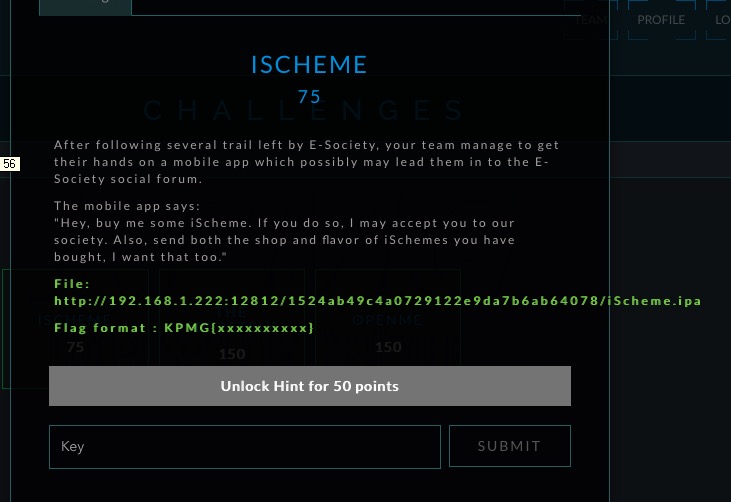 TEAM
PROFILE
LO
ISCHEME
75
CHALLENGES
After following several trail left by E-Society, your team manage to get
their hands on a mobile app which possibly may lead them in to the E-
Society social forum.
56
The mobile app says:
"Hey, buy me some iScheme. If you do so, I may accept you to our
society. Also, send both the shop and flavor of iSchemes you have
bought, I want that too."
File:
http://192.168.1.222:12812/1524ab49c4a0729122e9da7b6ab64078/iScheme.ipa
Flag format : KPMG{xxxxxxxxxx}
ISCHEME
OPENME
75
150
150
Unlock Hint for 50 points
Key
SUBMIT